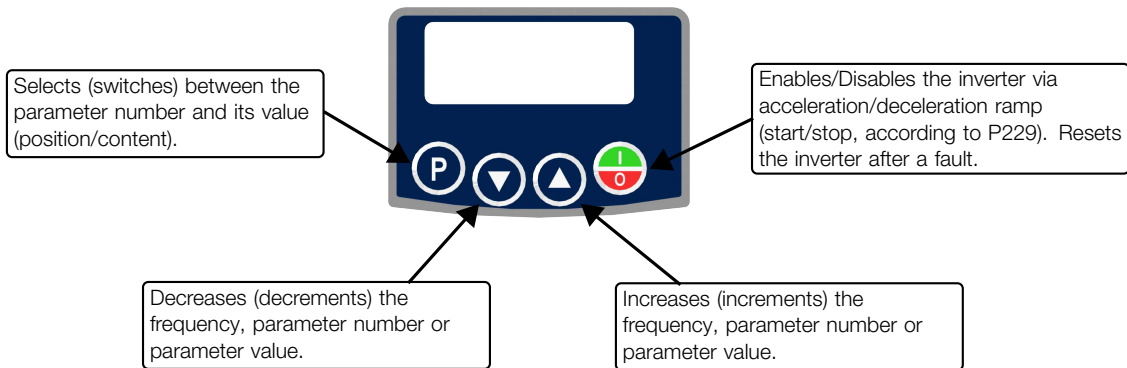 Selects (switches) between the
parameter number and its value
(position/content).
Enables/Disables the inverter via
acceleration/deceleration ramp
(start/stop, according to P229). Resets
the inverter after a fault.
P
I
0
Decreases (decrements) the
frequency, parameter number or
parameter value.
Increases (increments) the
frequency, parameter number or
parameter value.